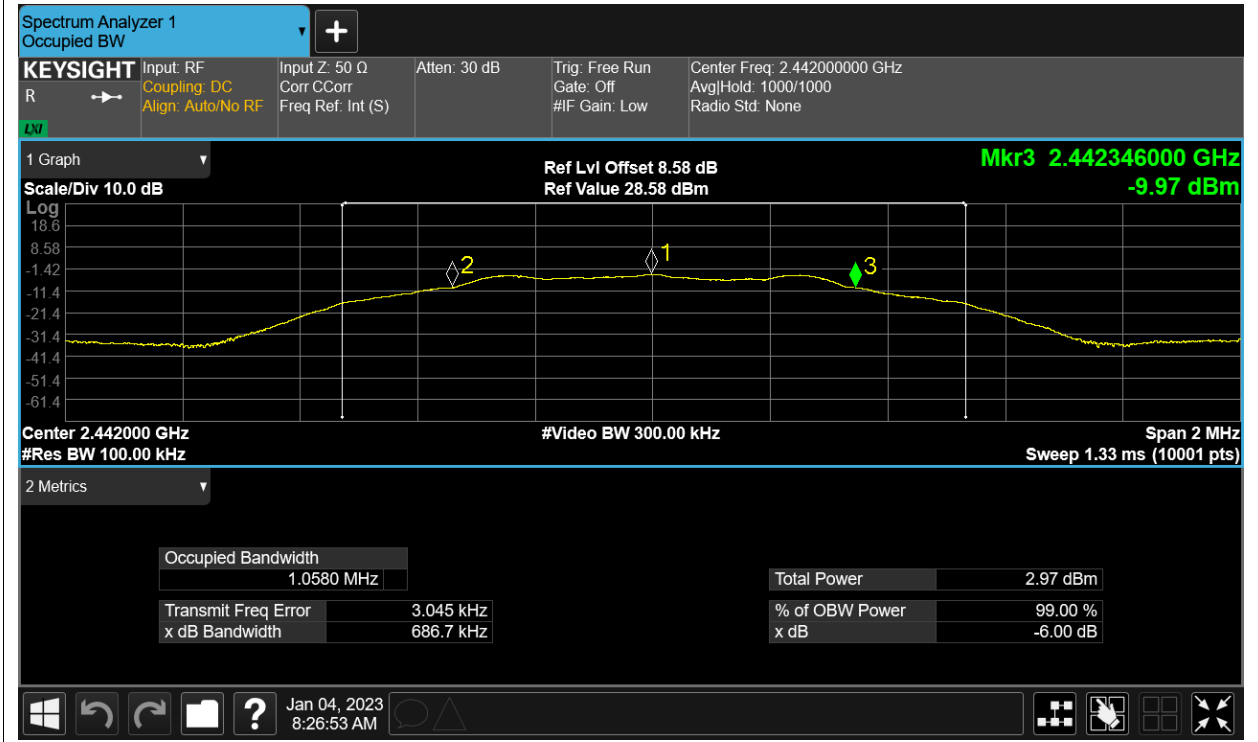 Spectrum Analyzer 1
Occupied BW
KEYSIGHT
R
LXI
Input: RF
Coupling: DC
Align: Auto/No RF
Input Z: 50 Ω
Corr CCorr
Freq Ref: Int (S)
Atten: 30 dB
Trig: Free Run
Gate: Off
#IF Gain: Low
Center Freq: 2.442000000 GHz
Avg|Hold: 1000/1000
Radio Std: None
1 Graph
Scale/Div 10.0 dB
Ref Lvl Offset 8.58 dB
Ref Value 28.58 dBm
Mkr3 2.442346000 GHz
-9.97 dBm
Log
18.6
8.58
-1.42
-11.4
-21.4
-31.4
-41.4
-51.4
-61.4
2
1
3
Center 2.442000 GHz
#Res BW 100.00 kHz
#Video BW 300.00 kHz
Span 2 MHz
Sweep 1.33 ms (10001 pts)
2 Metrics
Occupied Bandwidth
1.0580 MHz
Transmit Freq Error 3.045 kHz
x dB Bandwidth 686.7 kHz
Total Power 2.97 dBm
% of OBW Power 99.00 %
x dB -6.00 dB
?
Jan 04, 2023
8:26:53 AM